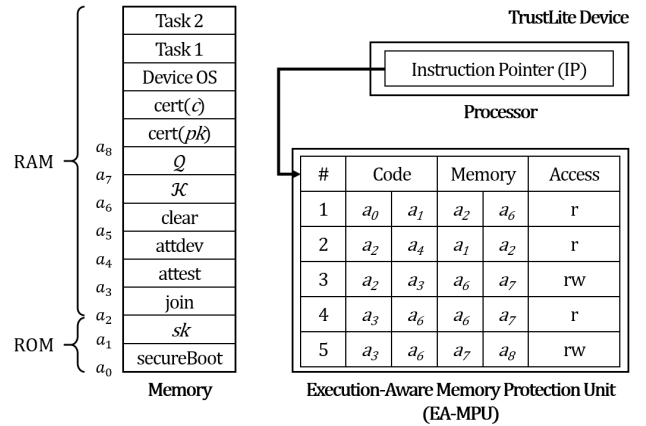 TrustLite Device
Task 2
Task 1
Device OS
cert(c)
cert(pk)
a8
Q
a7
K
a6
clear
a5
attdev
a4
attest
a3
join
a2
sk
a1
secureBoot
a0
RAM
ROM
Memory
Instruction Pointer (IP)
Processor
# Code Memory Access
1 a0 a1 a2 a6 r
2 a2 a4 a1 a2 r
3 a2 a3 a6 a7 rw
4 a3 a6 a6 a7 r
5 a3 a6 a7 a8 rw
Execution-Aware Memory Protection Unit
(EA-MPU)